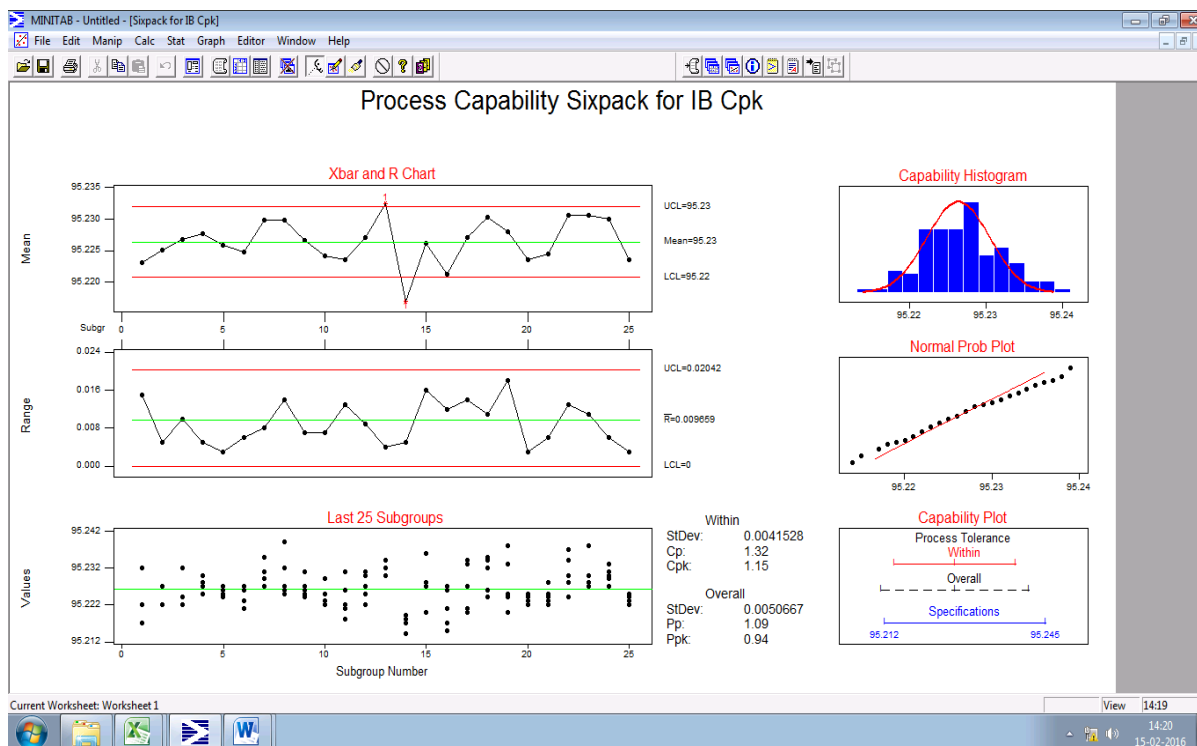 MINITAB - Untitled - [Sixpack for IB Cpk]
File Edit Manip Calc Stat Graph Editor Window Help
Process Capability Sixpack for IB Cpk
Xbar and R Chart
Mean
95.235
95.230
95.225
95.220
1
1
UCL=95.23
Mean=95.23
LCL=95.22
Subgr 0 5 10 15 20 25
Range
0.024
0.016
0.008
0.000
UCL=0.02042
R=0.009659
LCL=0
Last 25 Subgroups
Values
95.242
95.232
95.222
95.212
0 5 10 15 20 25
Subgroup Number
Within
StDev: 0.0041528
Cp: 1.32
Cpk: 1.15
Overall
StDev: 0.0050667
Pp: 1.09
Ppk: 0.94
Capability Histogram
95.22 95.23 95.24
Normal Prob Plot
95.22 95.23 95.24
Capability Plot
Process Tolerance
Within
Overall
Specifications
95.212 95.245
Current Worksheet: Worksheet 1
View 14:19
14:20
15-02-2016